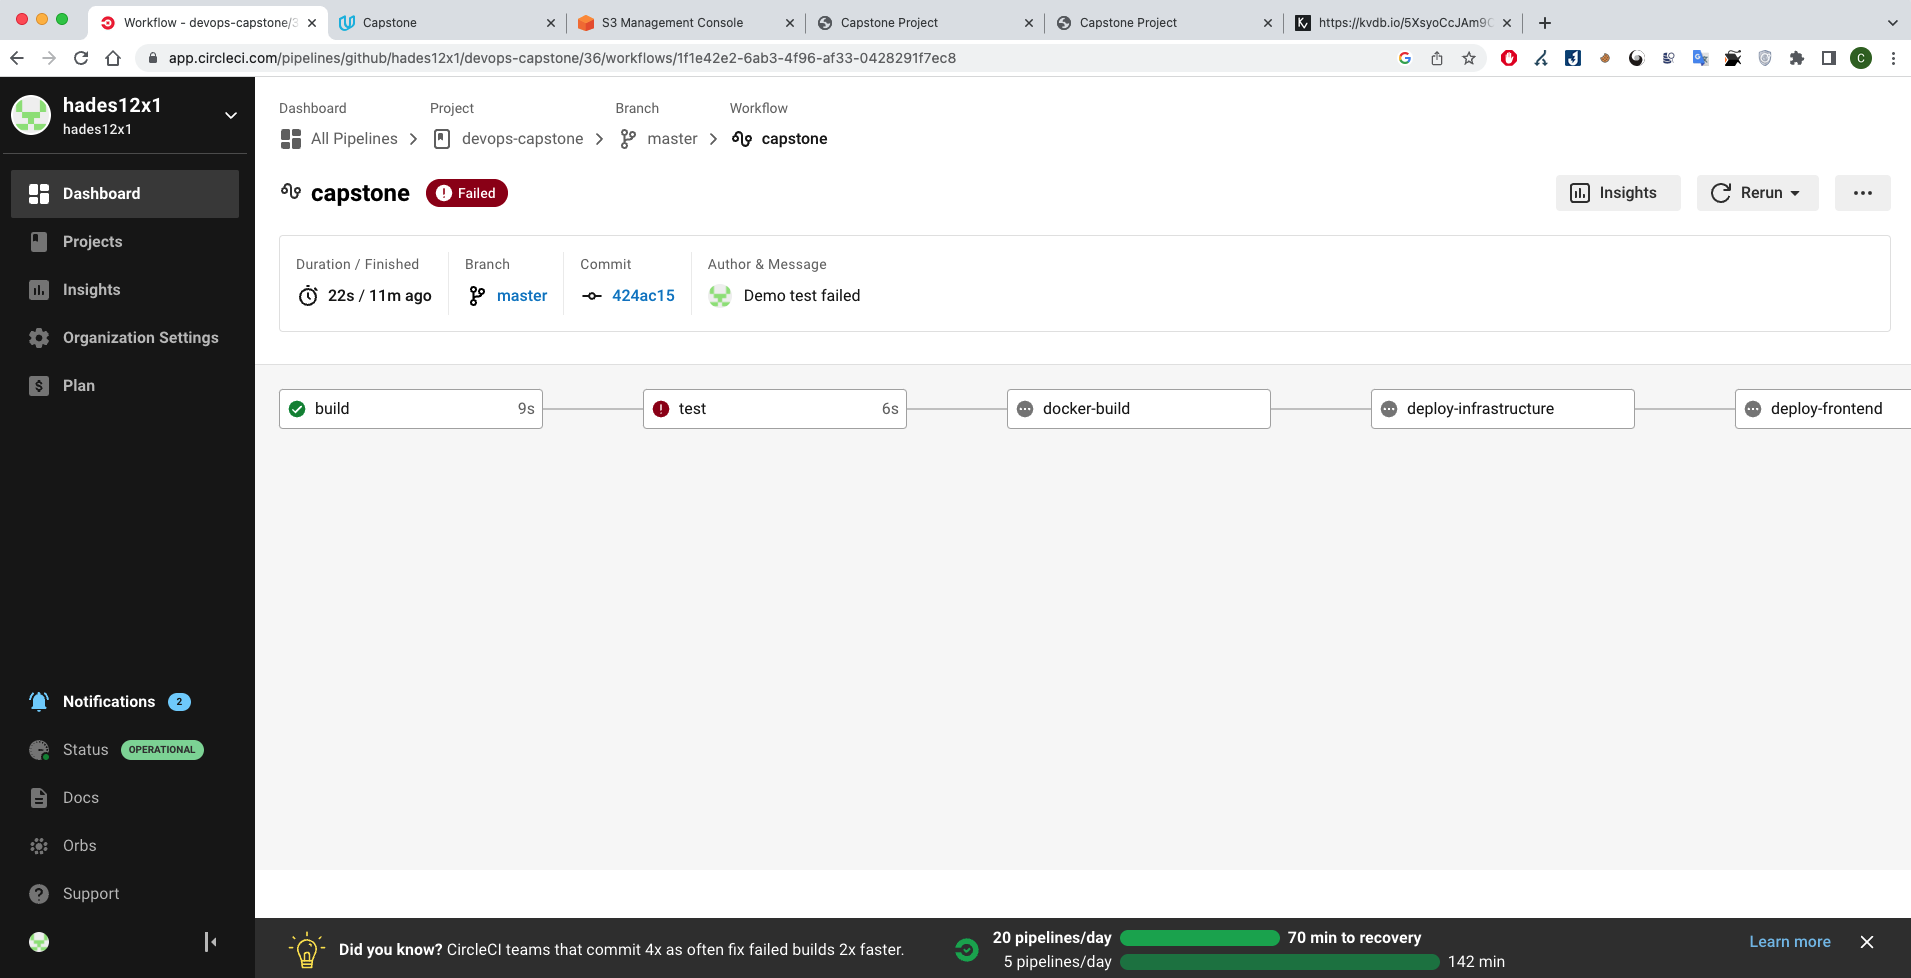 Workflow - devops-capstone/3
Capstone
S3 Management Console
Capstone Project
Capstone Project
https://kvdb.io/5XsyoCcJAm9C
app.circleci.com/pipelines/github/hades12x1/devops-capstone/36/workflows/1f1e42e2-6ab3-4f96-af33-0428291f7ec8
C
hades12x1
hades12x1
Dashboard
Projects
Insights
Organization Settings
Plan
Notifications 2
Status OPERATIONAL
Docs
Orbs
Support
Dashboard Project Branch Workflow
All Pipelines devops-capstone master capstone
capstone Failed
Insights Rerun
Duration / Finished Branch Commit Author & Message
22s / 11m ago master 424ac15 Demo test failed
build 9s test 6s docker-build deploy-infrastructure deploy-frontend
Did you know? CircleCI teams that commit 4x as often fix failed builds 2x faster.
20 pipelines/day 70 min to recovery
5 pipelines/day 142 min
Learn more